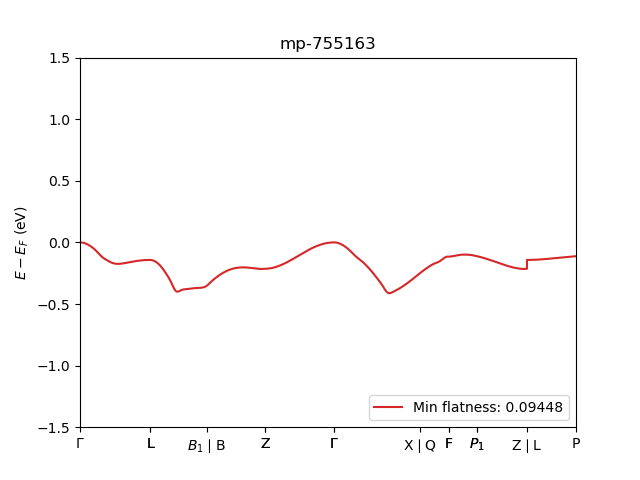 mp-755163
E − E_F (eV)
1.5
1.0
0.5
0.0
−0.5
−1.0
−1.5
Min flatness: 0.09448
Γ L B₁ | B Z Γ X | Q F P₁ Z | L P